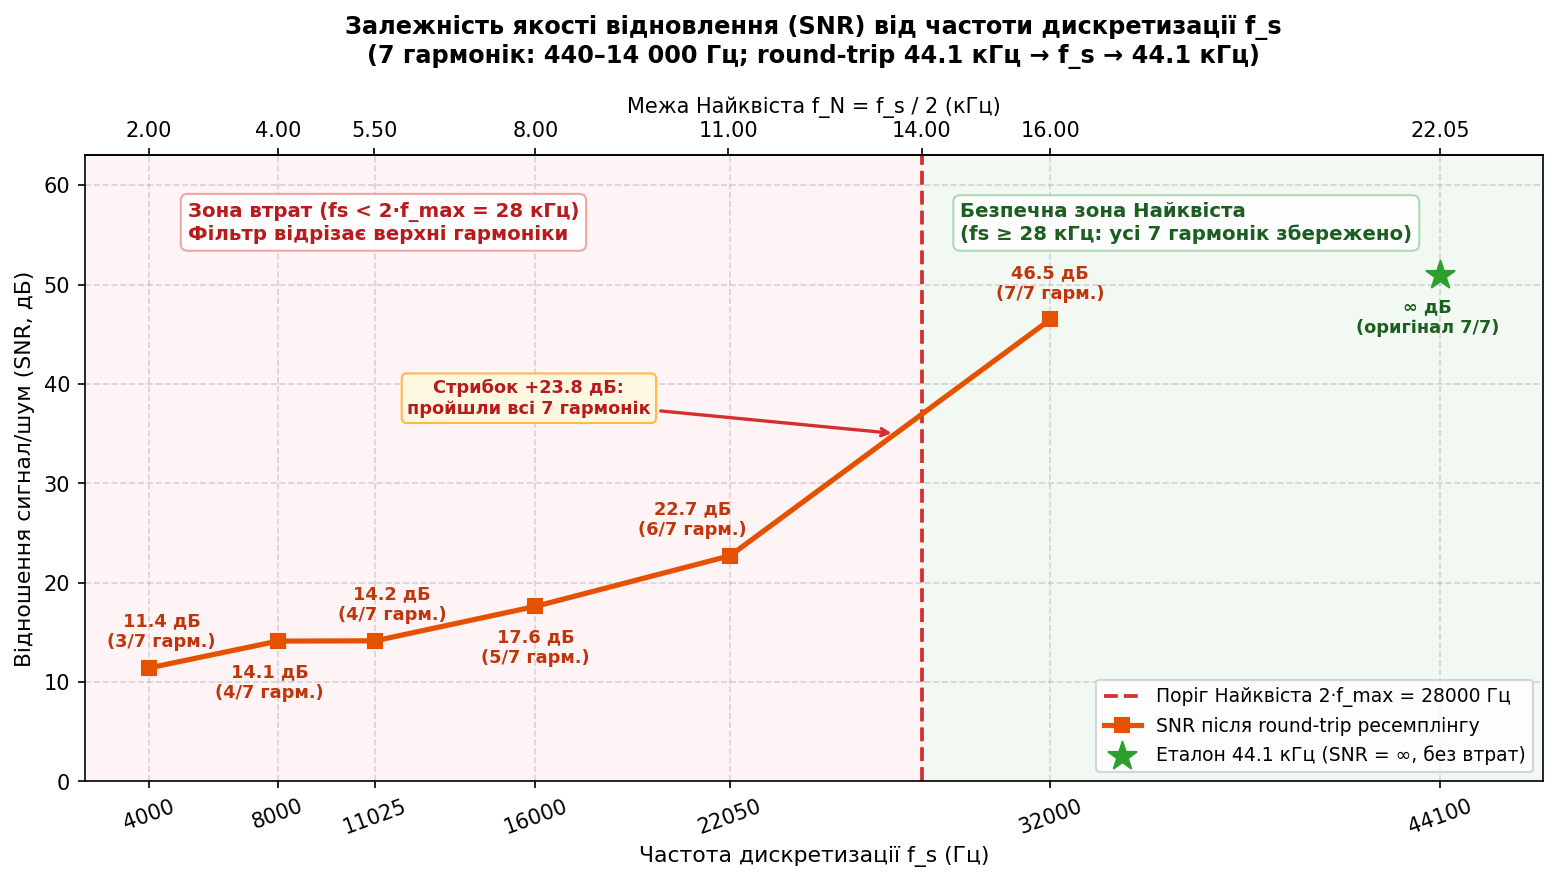 Залежність якості відновлення (SNR) від частоти дискретизації f_s
(7 гармонік: 440–14 000 Гц; round-trip 44.1 кГц → f_s → 44.1 кГц)
Межа Найквіста f_N = f_s / 2 (кГц)
2.00 4.00 5.50 8.00 11.00 14.00 16.00 22.05
Відношення сигнал/шум (SNR, дБ)
60
50
40
30
20
10
0
Зона втрат (fs < 2·f_max = 28 кГц)
Фільтр відрізає верхні гармоніки
Безпечна зона Найквіста
(fs ≥ 28 кГц: усі 7 гармонік збережено)
46.5 дБ
(7/7 гарм.)
∞ дБ
(оригінал 7/7)
Стрибок +23.8 дБ:
пройшли всі 7 гармонік
22.7 дБ
(6/7 гарм.)
14.2 дБ
(4/7 гарм.)
11.4 дБ
(3/7 гарм.)
17.6 дБ
(5/7 гарм.)
14.1 дБ
(4/7 гарм.)
Поріг Найквіста 2·f_max = 28000 Гц
SNR після round-trip ресемплінгу
Еталон 44.1 кГц (SNR = ∞, без втрат)
4000 8000 11025 16000 22050 32000 44100
Частота дискретизації f_s (Гц)